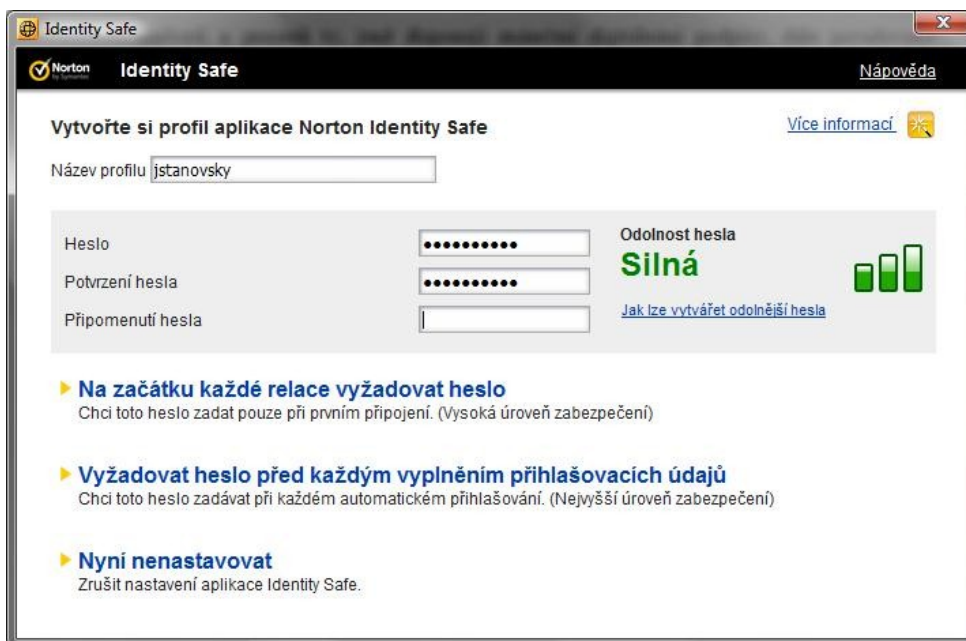 Identity Safe
Norton
by Symantec
Identity Safe
Nápověda
Vytvořte si profil aplikace Norton Identity Safe
Více informací
Název profilu jstanovsky
Heslo ●●●●●●●●●●
Odolnost hesla
Silná
Potvrzení hesla ●●●●●●●●●●
Připomenutí hesla
Jak lze vytvářet odolnější hesla
Na začátku každé relace vyžadovat heslo
Chci toto heslo zadat pouze při prvním připojení. (Vysoká úroveň zabezpečení)
Vyžadovat heslo před každým vyplněním přihlašovacích údajů
Chci toto heslo zadávat při každém automatickém přihlašování. (Nejvyšší úroveň zabezpečení)
Nyní nenastavovat
Zrušit nastavení aplikace Identity Safe.